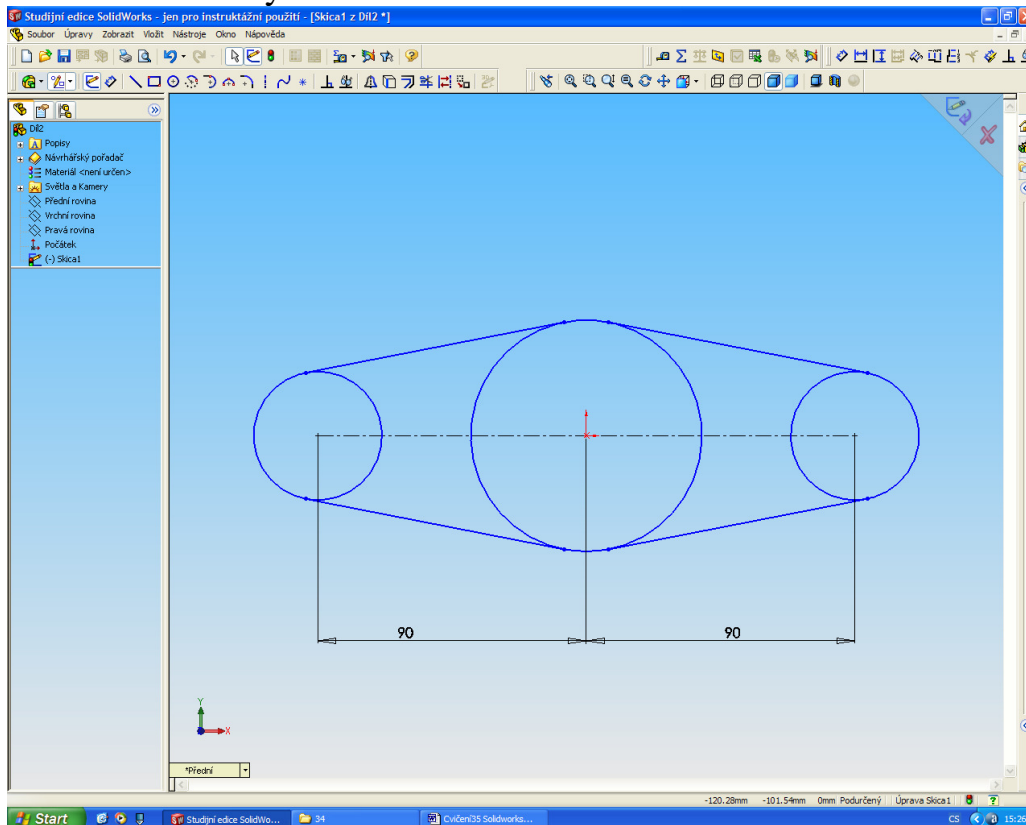 Studijní edice SolidWorks - jen pro instruktážní použití - [Skica1 z Díl2 *]
Soubor Úpravy Zobrazit Vložit Nástroje Okno Nápověda
Díl2
Popisy
Návrhářský pořadač
Materiál <není určen>
Světla a Kamery
Přední rovina
Vrchní rovina
Pravá rovina
Počátek
(-) Skica1
90
90
Y
X
*Přední
-120.28mm -101.54mm 0mm Podurčený Úprava Skica1
Start
Studijní edice SolidWo...
34
Cvičení35 Solidworks...
CS
15:26